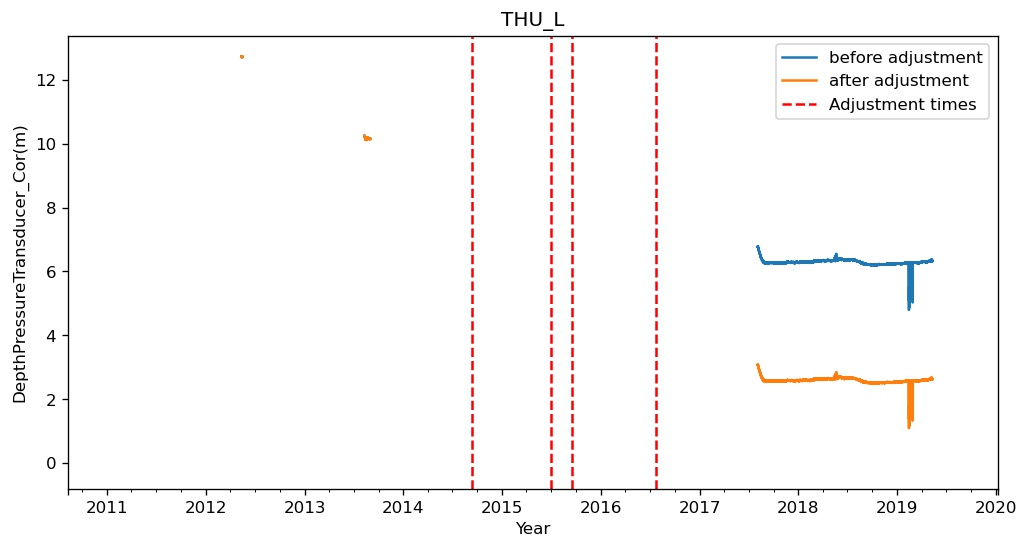 THU_L
before adjustment
after adjustment
Adjustment times
DepthPressureTransducer_Cor(m)
12
10
8
6
4
2
0
2011 2012 2013 2014 2015 2016 2017 2018 2019 2020
Year